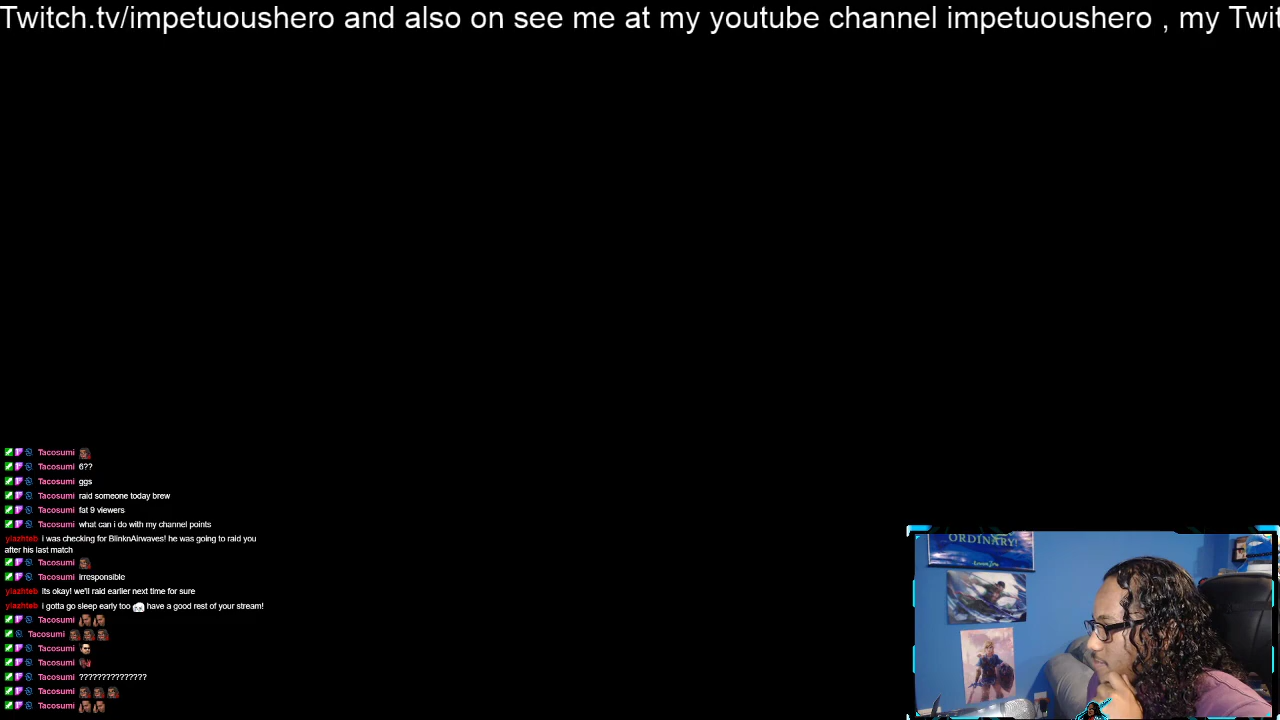 Twitch.tv/impetuoushero and also on see me at my youtube channel impetuoushero , my Twit
Tacosumi
Tacosumi 6??
Tacosumi ggs
Tacosumi raid someone today brew
Tacosumi fat 9 viewers
Tacosumi what can i do with my channel points
ylazhteb i was checking for BlinknAirwaves! he was going to raid you
after his last match
Tacosumi
Tacosumi irresponsible
ylazhteb its okay! we'll raid earlier next time for sure
ylazhteb i gotta go sleep early too have a good rest of your stream!
Tacosumi
Tacosumi
Tacosumi
Tacosumi
Tacosumi ???????????????
Tacosumi
Tacosumi
ORDINARY!